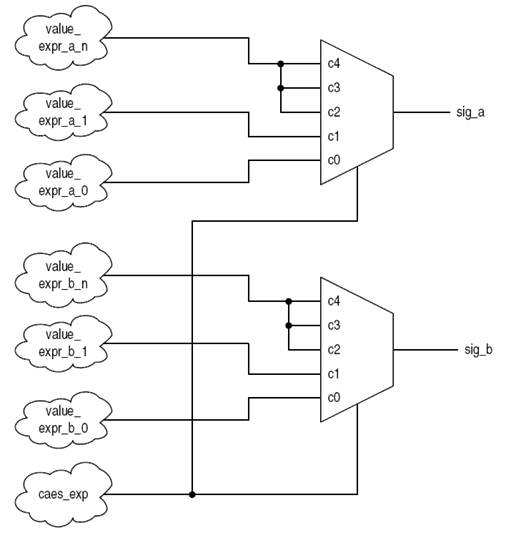 value_
expr_a_n
c4
c3
c2
value_
expr_a_1
c1
sig_a
value_
expr_a_0
c0
value_
expr_b_n
c4
c3
c2
value_
expr_b_1
c1
sig_b
value_
expr_b_0
c0
caes_exp